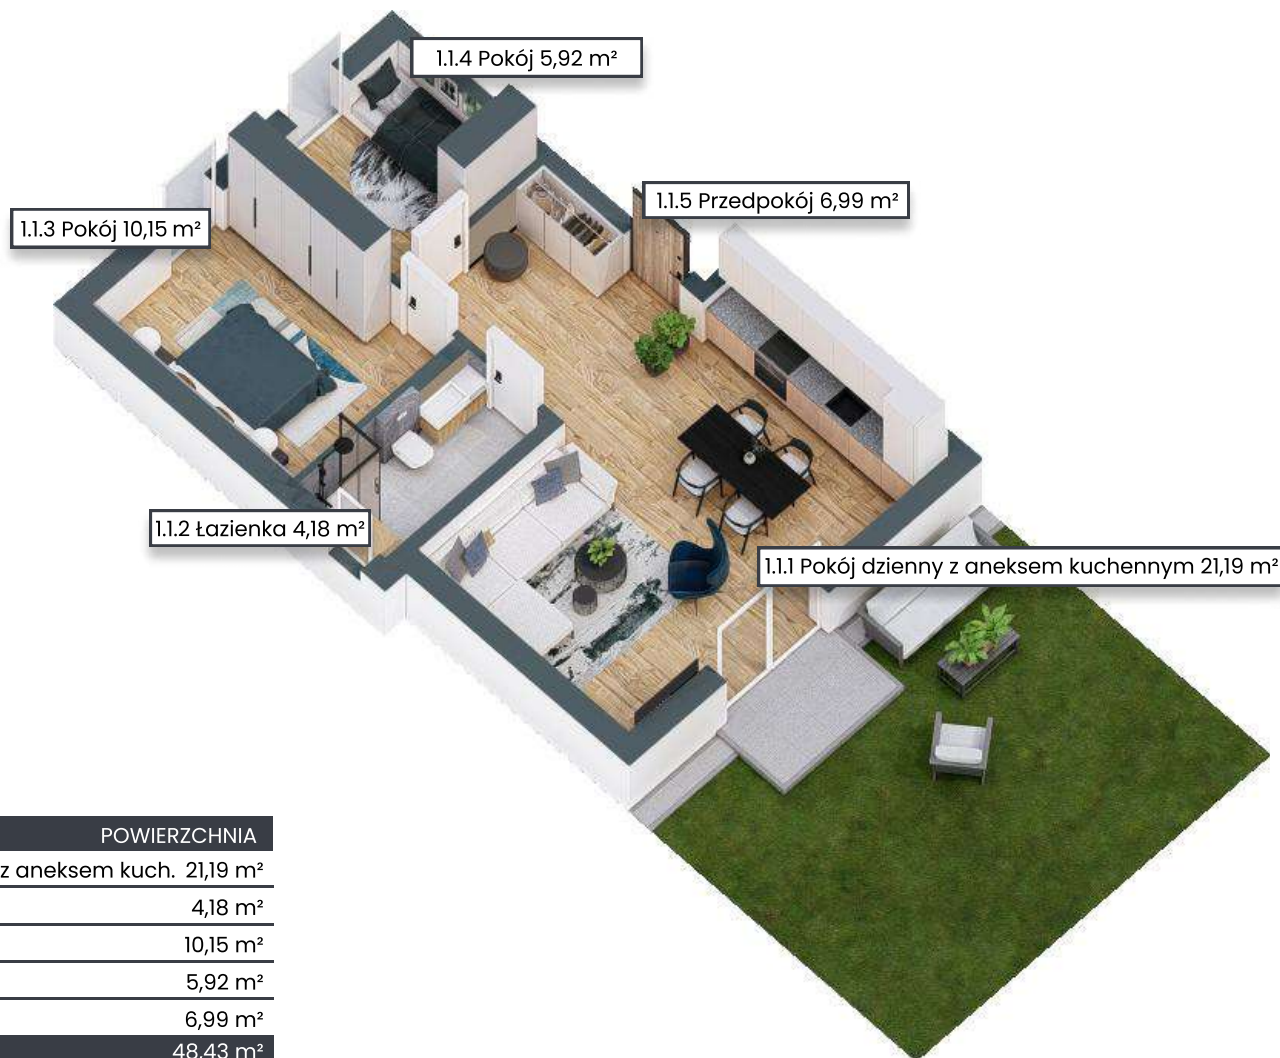 1.1.4 Pokój 5,92 m²
1.1.5 Przedpokój 6,99 m²
1.1.3 Pokój 10,15 m²
1.1.2 Łazienka 4,18 m²
1.1.1 Pokój dzienny z aneksem kuchennym 21,19 m²
POWIERZCHNIA
z aneksem kuch. 21,19 m²
4,18 m²
10,15 m²
5,92 m²
6,99 m²
48,43 m²